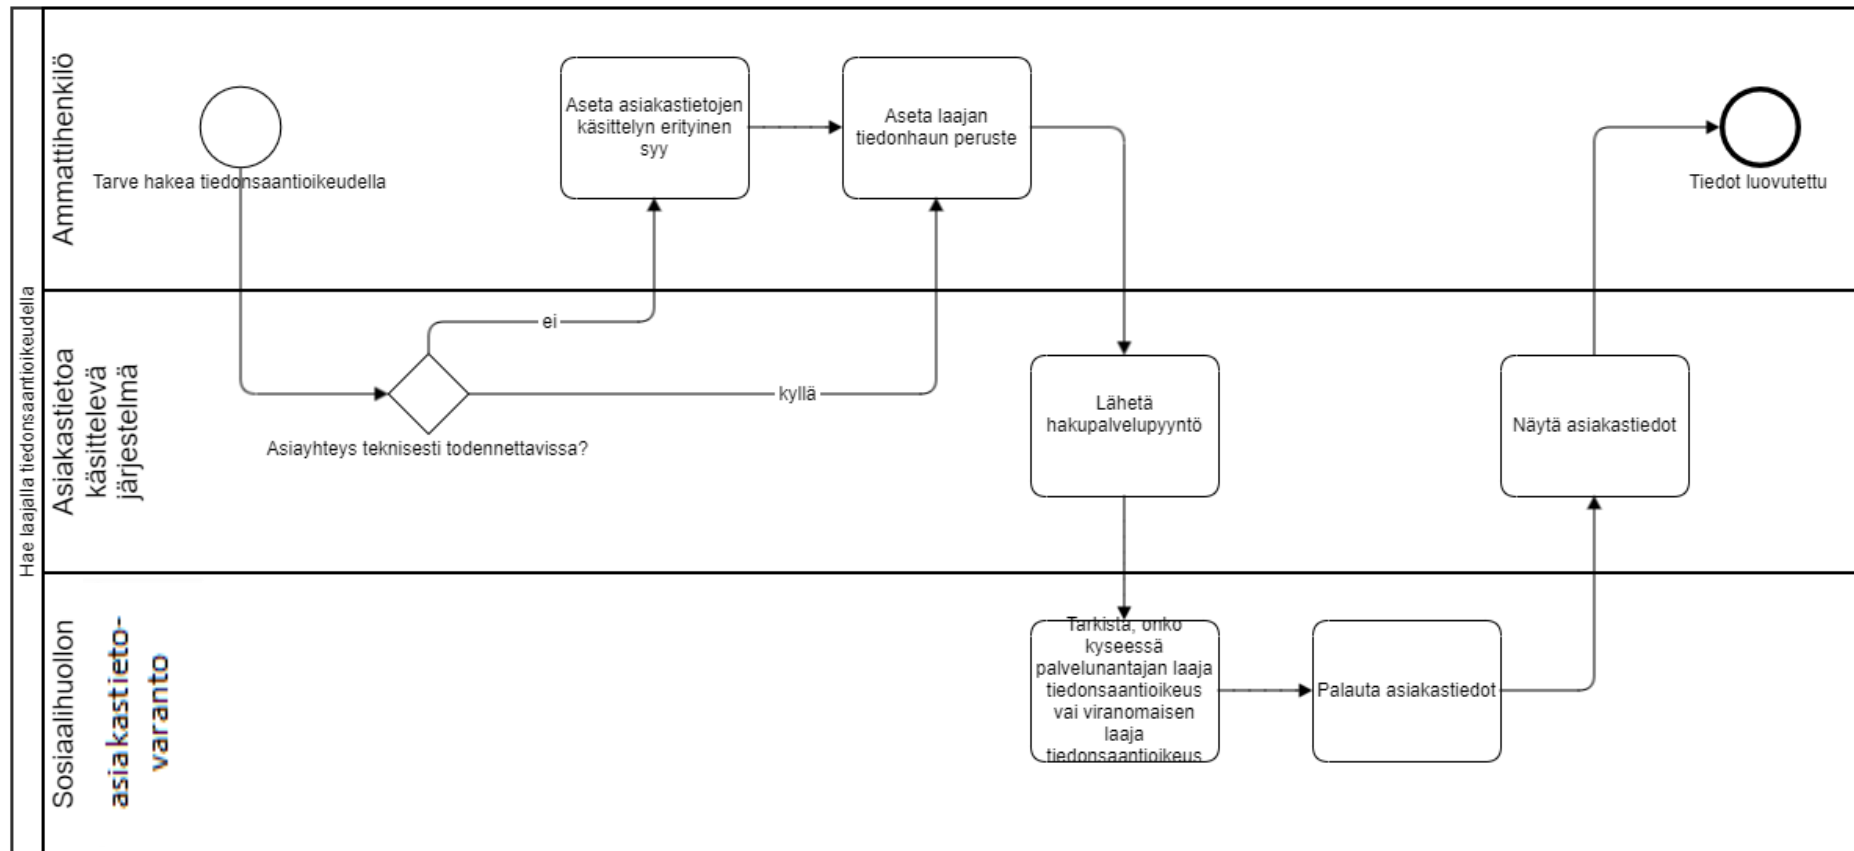 Hae laajalla tiedonsaantioikeudella
Ammattihenkilö
Tarve hakea tiedonsaantioikeudella
Aseta asiakastietojen
käsittelyn erityinen
syy
Aseta laajan
tiedonhaun peruste
Tiedot luovutettu
Asiakastietoa
käsittelevä
järjestelmä
ei
kyllä
Asiayhteys teknisesti todennettavissa?
Lähetä
hakupalvelupyyntö
Näytä asiakastiedot
Sosiaalihuollon
asiakastieto-
varanto
Tarkista, onko
kyseessä
palvelunantajan laaja
tiedonsaantioikeus
vai viranomaisen
laaja
tiedonsaantioikeus
Palauta asiakastiedot